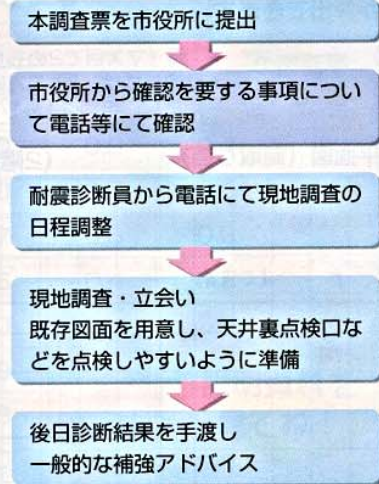 本調査票を市役所に提出
市役所から確認を要する事項につい
て電話等にて確認
耐震診断員から電話にて現地調査の
日程調整
現地調査・立会い
既存図面を用意し、天井裏点検口な
どを点検しやすいように準備
後日診断結果を手渡し
一般的な補強アドバイス